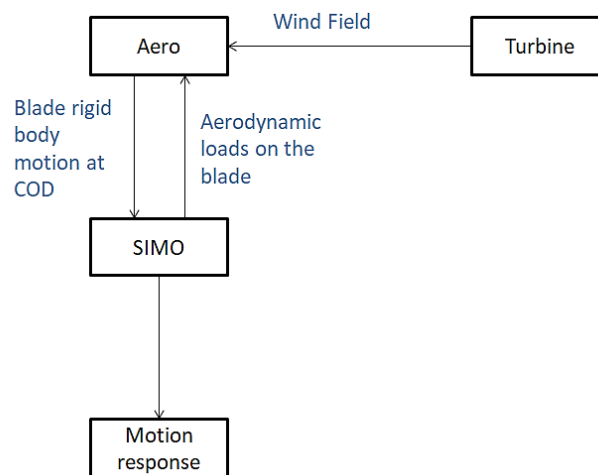 Wind Field
Aero
Turbine
Blade rigid
body
motion at
COD
Aerodynamic
loads on the
blade
SIMO
Motion
response